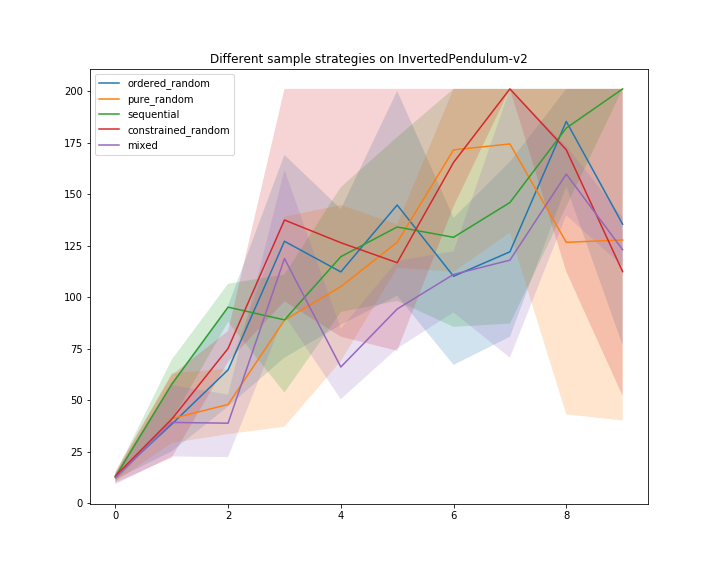 Different sample strategies on InvertedPendulum-v2
ordered_random
pure_random
sequential
constrained_random
mixed
200
175
150
125
100
75
50
25
0
0 2 4 6 8